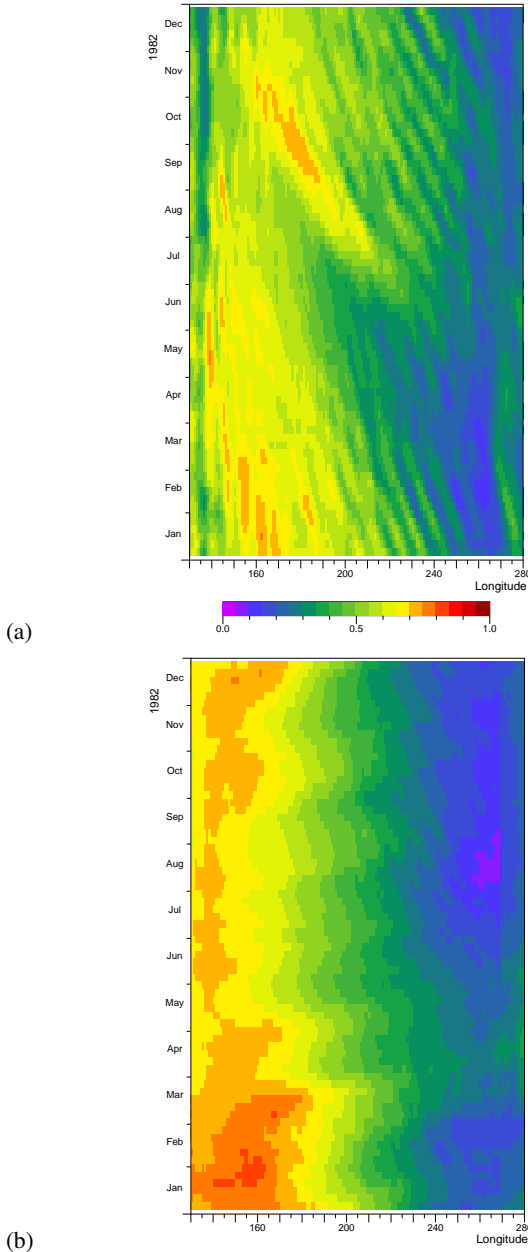 1982
Dec
Nov
Oct
Sep
Aug
Jul
Jun
May
Apr
Mar
Feb
Jan
160 200 240 280
Longitude
0.0 0.5 1.0
(a)
1982
Dec
Nov
Oct
Sep
Aug
Jul
Jun
May
Apr
Mar
Feb
Jan
160 200 240 28
Longitude
(b)